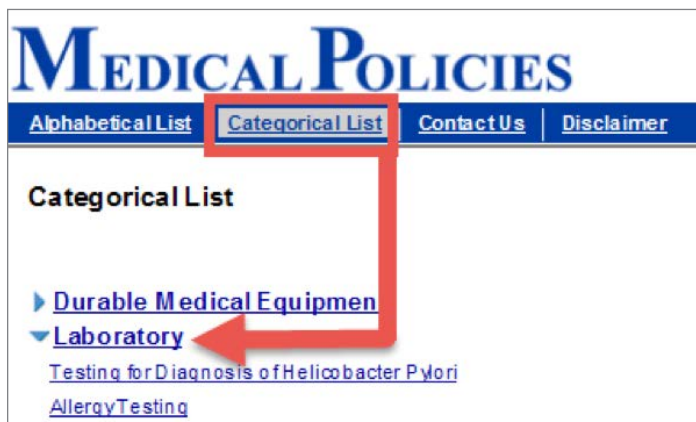 MEDICAL POLICIES
Alphabetical List Categorical List Contact Us Disclaimer
Categorical List
Durable Medical Equipmen
Laboratory
Testing for Diagnosis of Helicobacter Pylori
Allergy Testing